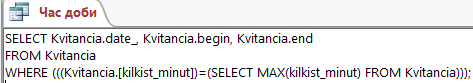 Час доби
SELECT Kvitancia.date_, Kvitancia.begin, Kvitancia.end
FROM Kvitancia
WHERE (((Kvitancia.[kilkist_minut])=(SELECT MAX(kilkist_minut) FROM Kvitancia)));